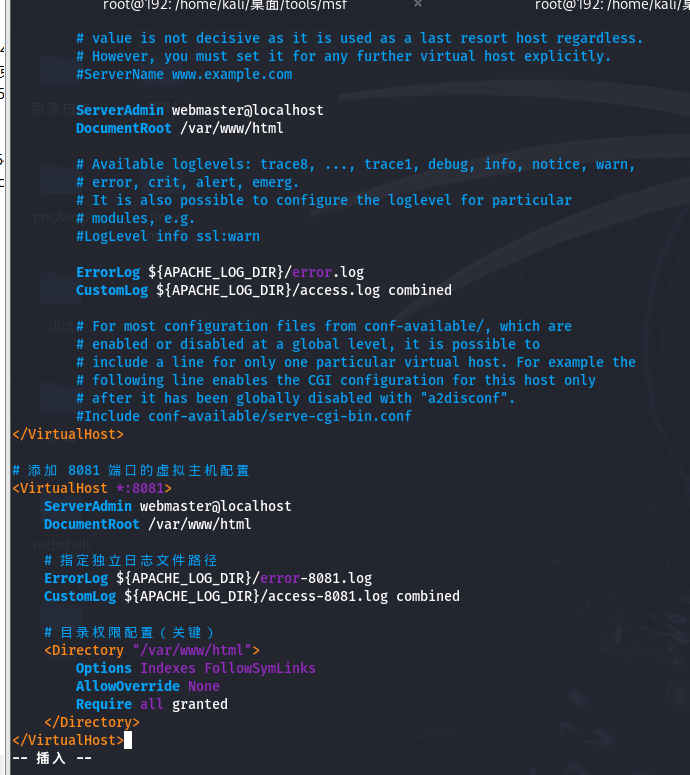 root@192: /home/kali/桌面/tools/msf × root@192: /home/kali/
# value is not decisive as it is used as a last resort host regardless.
# However, you must set it for any further virtual host explicitly.
#ServerName www.example.com
ServerAdmin webmaster@localhost
DocumentRoot /var/www/html
# Available loglevels: trace8, ..., trace1, debug, info, notice, warn,
# error, crit, alert, emerg.
# It is also possible to configure the loglevel for particular
# modules, e.g.
#LogLevel info ssl:warn
ErrorLog ${APACHE_LOG_DIR}/error.log
CustomLog ${APACHE_LOG_DIR}/access.log combined
# For most configuration files from conf-available/, which are
# enabled or disabled at a global level, it is possible to
# include a line for only one particular virtual host. For example the
# following line enables the CGI configuration for this host only
# after it has been globally disabled with "a2disconf".
#Include conf-available/serve-cgi-bin.conf
</VirtualHost>
# 添加 8081 端口的虚拟主机配置
<VirtualHost *:8081>
ServerAdmin webmaster@localhost
DocumentRoot /var/www/html
webshell
# 指定独立日志文件路径
ErrorLog ${APACHE_LOG_DIR}/error-8081.log
CustomLog ${APACHE_LOG_DIR}/access-8081.log combined
# 目录权限配置（关键）
<Directory "/var/www/html">
Options Indexes FollowSymLinks
AllowOverride None
Require all granted
</Directory>
</VirtualHost>
-- 插入 --